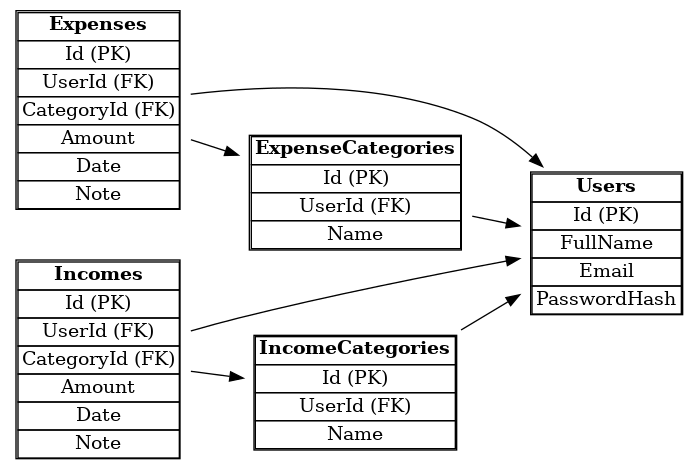 Expenses
Id (PK)
UserId (FK)
CategoryId (FK)
Amount
Date
Note
ExpenseCategories
Id (PK)
UserId (FK)
Name
Users
Id (PK)
FullName
Email
PasswordHash
Incomes
Id (PK)
UserId (FK)
CategoryId (FK)
Amount
Date
Note
IncomeCategories
Id (PK)
UserId (FK)
Name